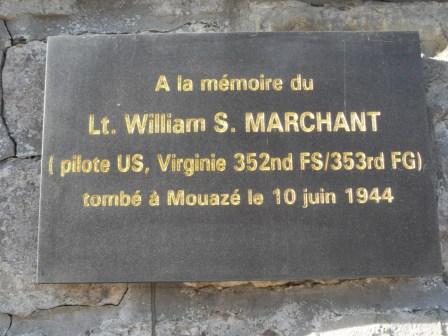 A la mémoire du
Lt. William S. MARCHANT
( pilote US, Virginie 352nd FS/353rd FG)
tombé à Mouazé le 10 juin 1944